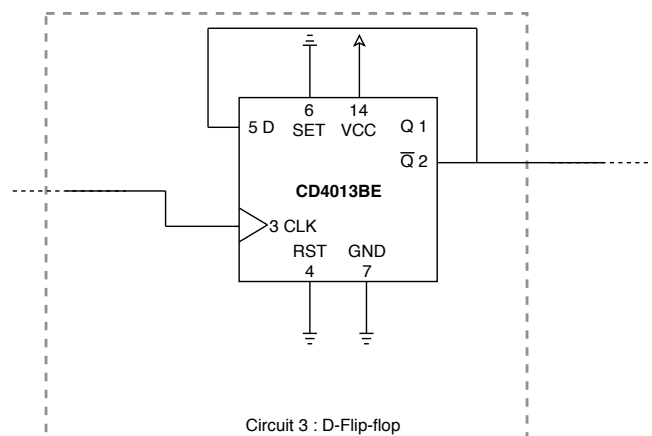 6 14
5 D SET VCC Q 1
Q̅ 2
CD4013BE
3 CLK
RST GND
4 7
Circuit 3 : D-Flip-flop